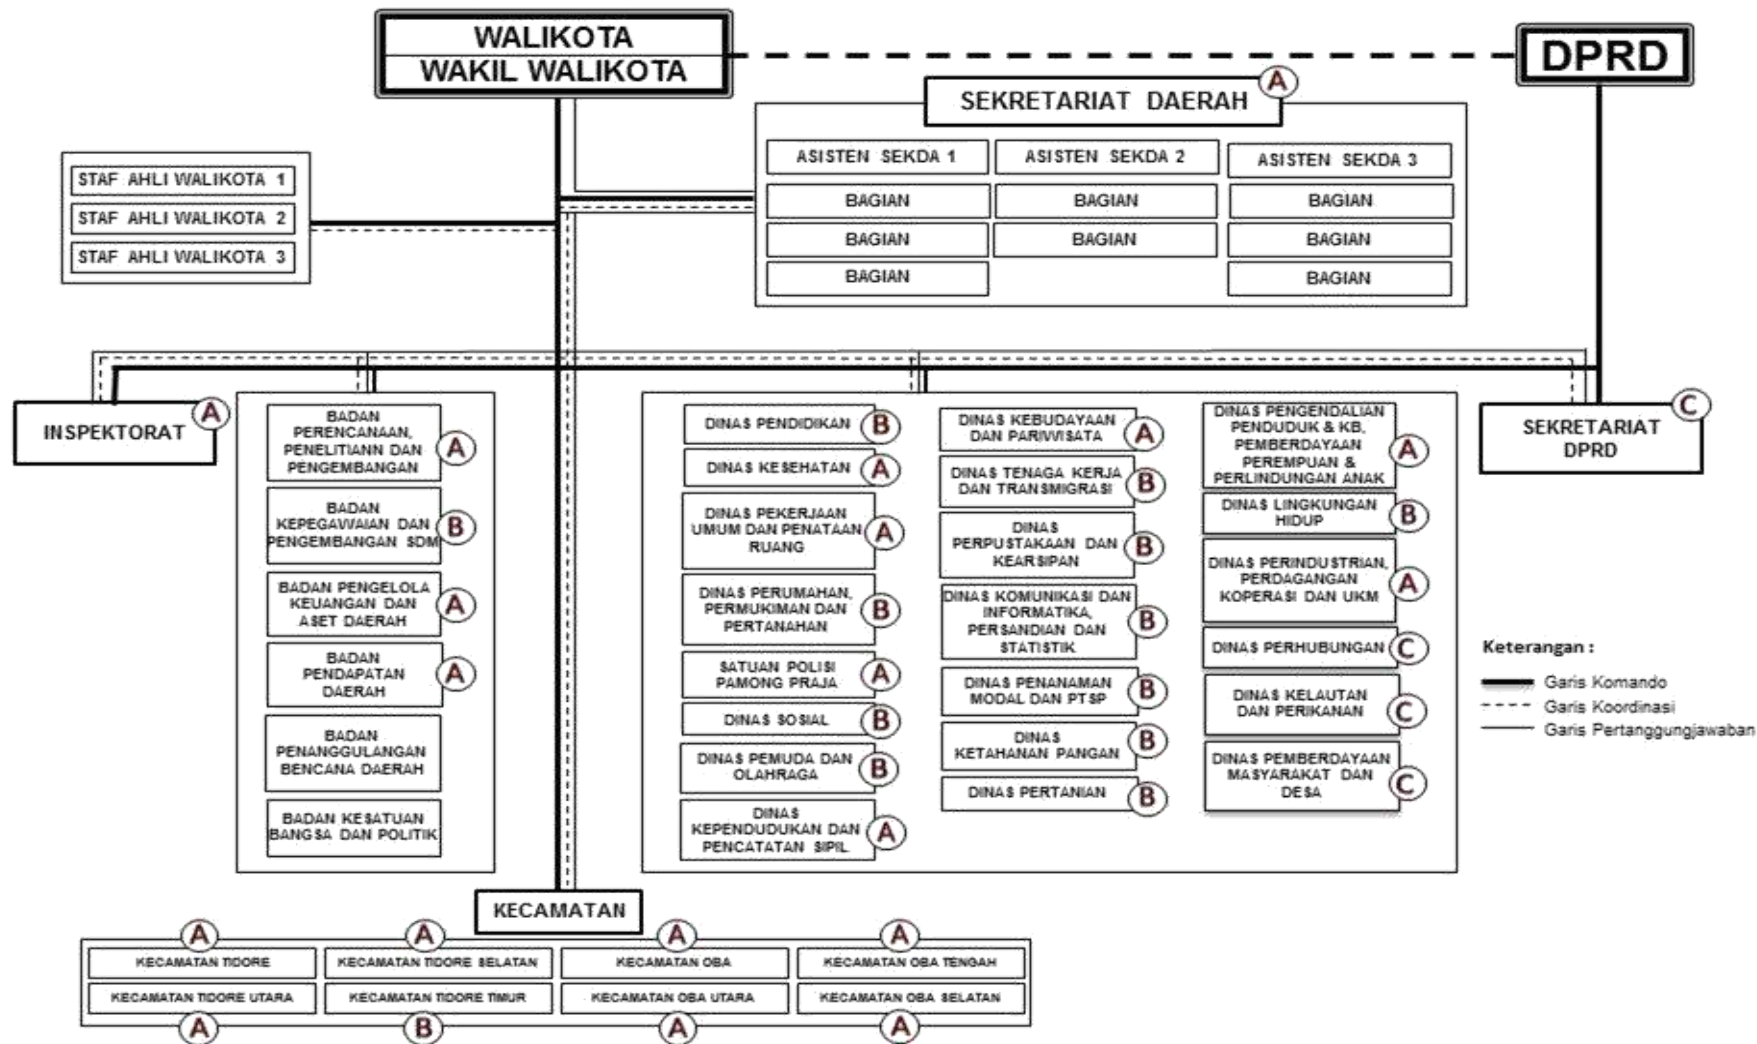 WALIKOTA
WAKIL WALIKOTA
DPRD
SEKRETARIAT DAERAH
A
ASISTEN SEKDA 1
ASISTEN SEKDA 2
ASISTEN SEKDA 3
BAGIAN
BAGIAN
BAGIAN
BAGIAN
BAGIAN
BAGIAN
BAGIAN
BAGIAN
STAF AHLI WALIKOTA 1
STAF AHLI WALIKOTA 2
STAF AHLI WALIKOTA 3
INSPEKTORAT
A
BADAN
PERENCANAAN,
PENELITIANN DAN
PENGEMBANGAN
A
BADAN
KEPEGAWAIAN DAN
PENGEMBANGAN SDM
B
BADAN PENGELOLA
KEUANGAN DAN
ASET DAERAH
A
BADAN
PENDAPATAN
DAERAH
A
BADAN
PENANGGULANGAN
BENCANA DAERAH
BADAN KESATUAN
BANGSA DAN POLITIK
DINAS PENDIDIKAN
B
DINAS KESEHATAN
A
DINAS PEKERJAAN
UMUM DAN PENATAAN
RUANG
A
DINAS PERUMAHAN,
PERMUKIMAN DAN
PERTANAHAN
B
SATUAN POLISI
PAMONG PRAJA
A
DINAS SOSIAL
B
DINAS PEMUDA DAN
OLAHRAGA
B
DINAS
KEPENDUDUKAN DAN
PENCATATAN SIPIL
A
DINAS KEBUDAYAAN
DAN PARIWISATA
A
DINAS TENAGA KERJA
DAN TRANSMIGRASI
B
DINAS
PERPUSTAKAAN DAN
KEARSIPAN
B
DINAS KOMUNIKASI DAN
INFORMATIKA,
PERSANDIAN DAN
STATISTIK
B
DINAS PENANAMAN
MODAL DAN PTSP
B
DINAS
KETAHANAN PANGAN
B
DINAS PERTANIAN
B
DINAS PENGENDALIAN
PENDUDUK & KB,
PEMBERDAYAAN
PEREMPUAN &
PERLINDUNGAN ANAK
A
DINAS LINGKUNGAN
HIDUP
B
DINAS PERINDUSTRIAN,
PERDAGANGAN
KOPERASI DAN UKM
A
DINAS PERHUBUNGAN
C
DINAS KELAUTAN
DAN PERIKANAN
C
DINAS PEMBERDAYAAN
MASYARAKAT DAN
DESA
C
SEKRETARIAT
DPRD
C
Keterangan :
Garis Komando
Garis Koordinasi
Garis Pertanggungjawaban
KECAMATAN
A
A
A
A
KECAMATAN TIDORE
KECAMATAN TIDORE SELATAN
KECAMATAN OBA
KECAMATAN OBA TENGAH
KECAMATAN TIDORE UTARA
KECAMATAN TIDORE TIMUR
KECAMATAN OBA UTARA
KECAMATAN OBA SELATAN
A
B
A
A